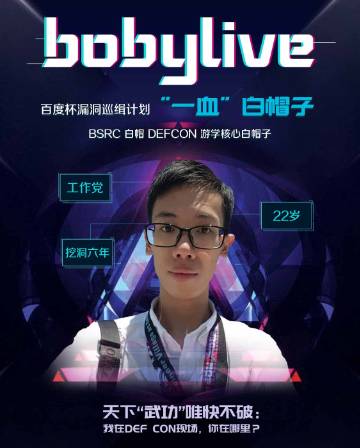 bobylive
百度杯漏洞巡缉计划 “一血”白帽子
BSRC 白帽 DEFCON 游学核心白帽子
工作党
22岁
挖洞六年
天下“武功”唯快不破：
我在DEF CON现场，你在哪里？